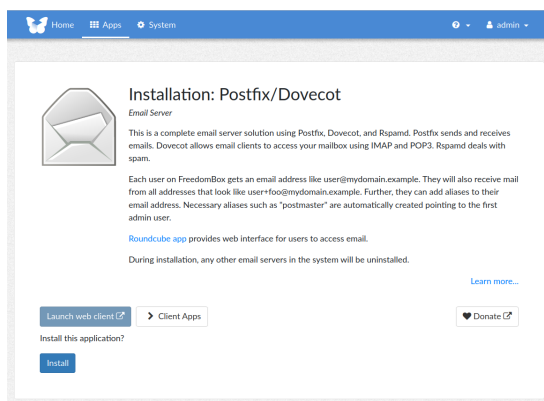 Home Apps System admin
Installation: Postfix/Dovecot
Email Server
This is a complete email server solution using Postfix, Dovecot, and Rspamd. Postfix sends and receives
emails. Dovecot allows email clients to access your mailbox using IMAP and POP3. Rspamd deals with
spam.
Each user on FreedomBox gets an email address like user@mydomain.example. They will also receive mail
from all addresses that look like user+foo@mydomain.example. Further, they can add aliases to their
email address. Necessary aliases such as "postmaster" are automatically created pointing to the first
admin user.
Roundcube app provides web interface for users to access email.
During installation, any other email servers in the system will be uninstalled.
Learn more...
Launch web client Client Apps Donate
Install this application?
Install